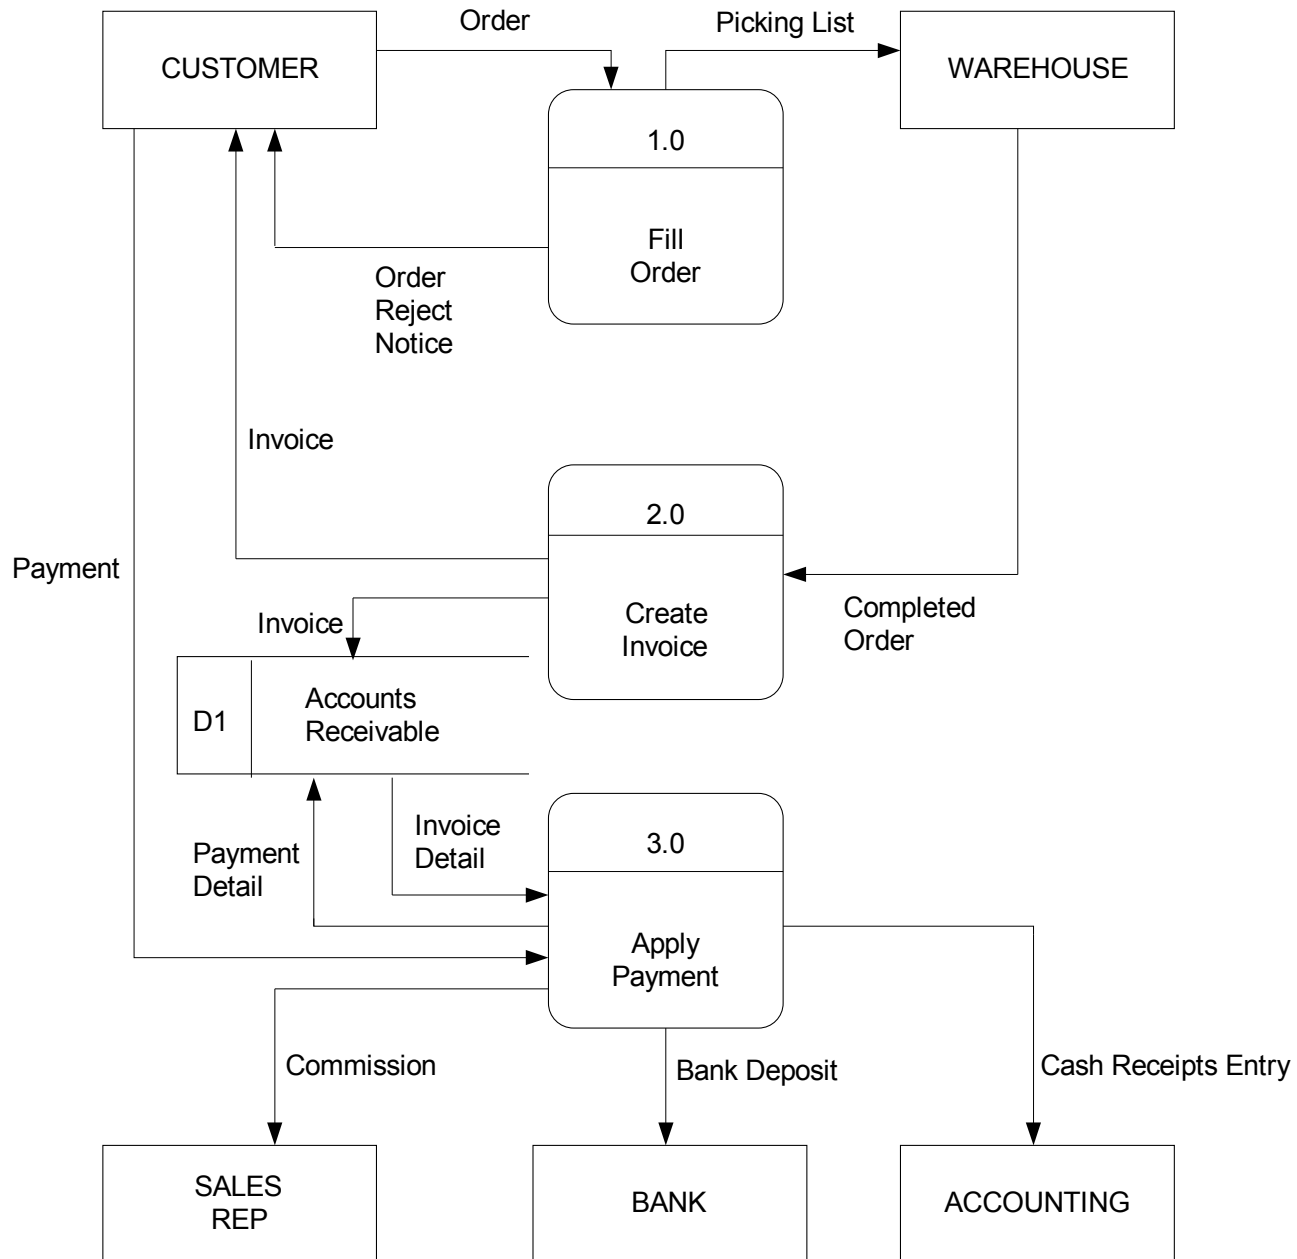 Order
Picking List
CUSTOMER
WAREHOUSE
1.0
Fill
Order
Order
Reject
Notice
Invoice
2.0
Payment
Create
Invoice
Completed
Order
Invoice
D1
Accounts
Receivable
Invoice
Detail
Payment
Detail
3.0
Apply
Payment
Commission
Bank Deposit
Cash Receipts Entry
SALES
REP
BANK
ACCOUNTING